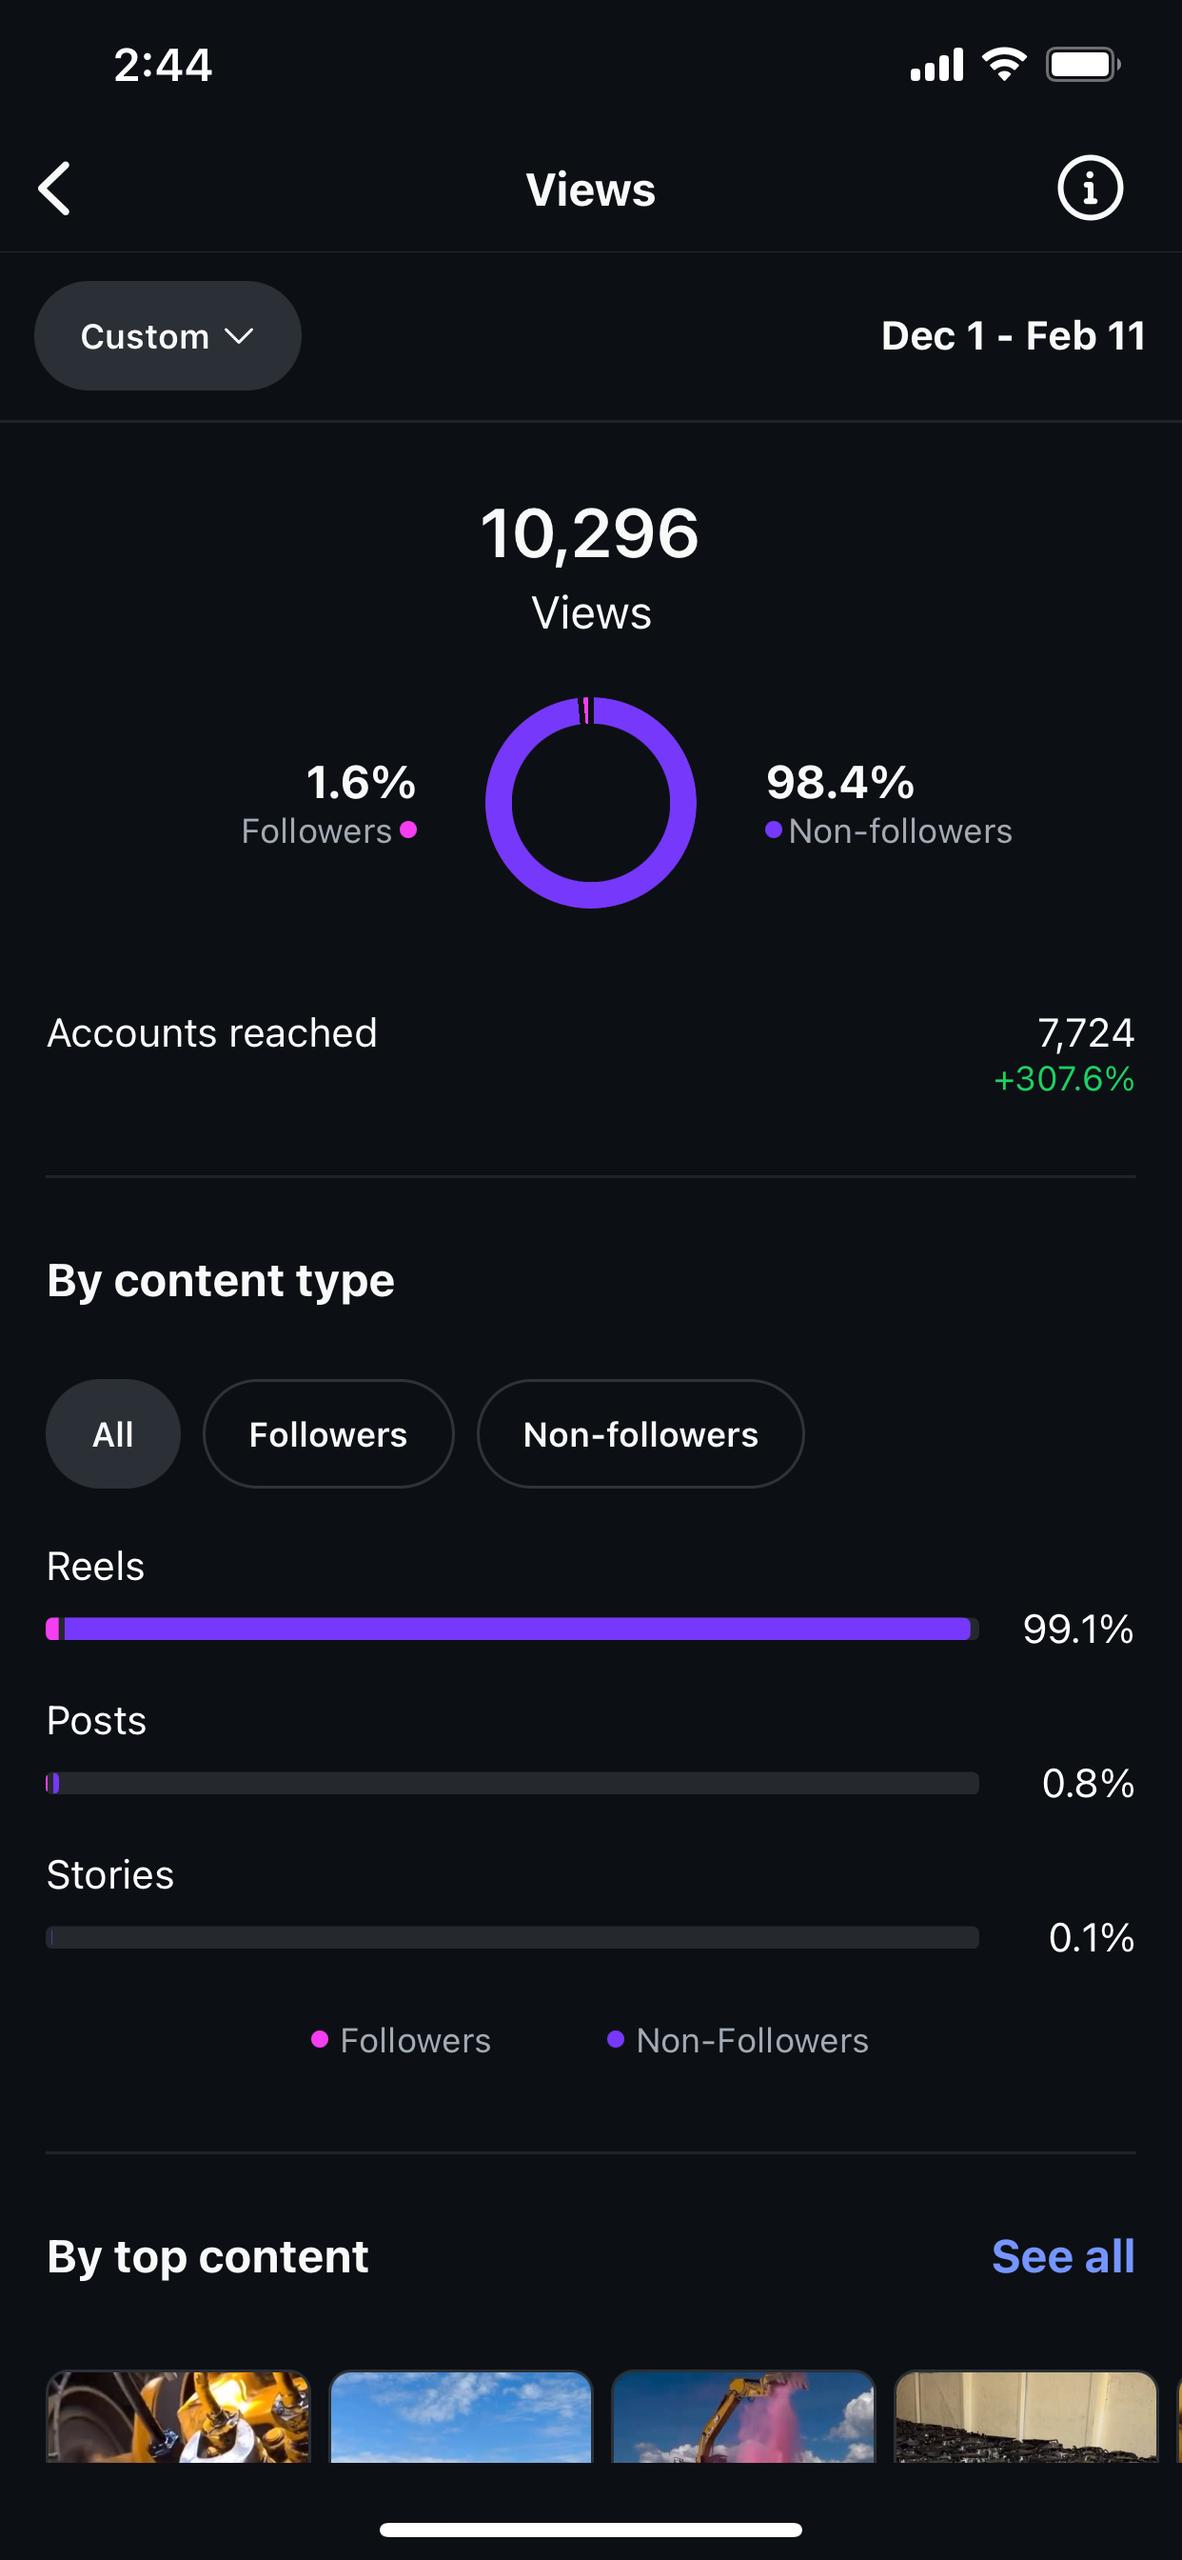 2:44
Views
Custom
Dec 1 - Feb 11
10,296
Views
1.6%
Followers
98.4%
Non-followers
Accounts reached
7,724
+307.6%
By content type
All
Followers
Non-followers
Reels
99.1%
Posts
0.8%
Stories
0.1%
Followers
Non-Followers
By top content
See all